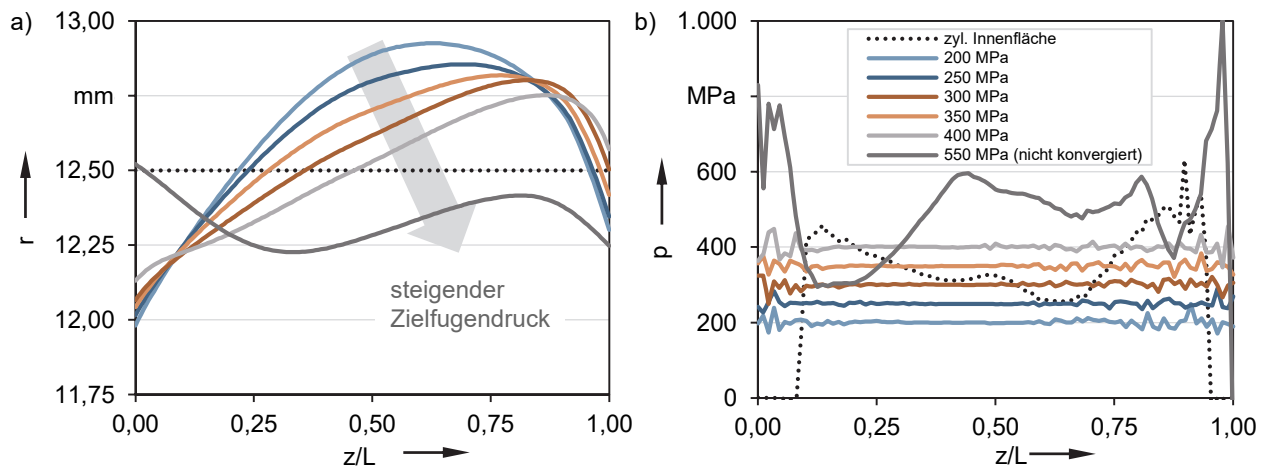 a)
13,00
mm
12,50
12,25
12,00
11,75
r
steigender
Zielfugendruck
0,00 0,25 0,50 0,75 1,00
z/L
b)
1.000
MPa
600
400
200
0
p
zyl. Innenfläche
200 MPa
250 MPa
300 MPa
350 MPa
400 MPa
550 MPa (nicht konvergiert)
0,00 0,25 0,50 0,75 1,00
z/L